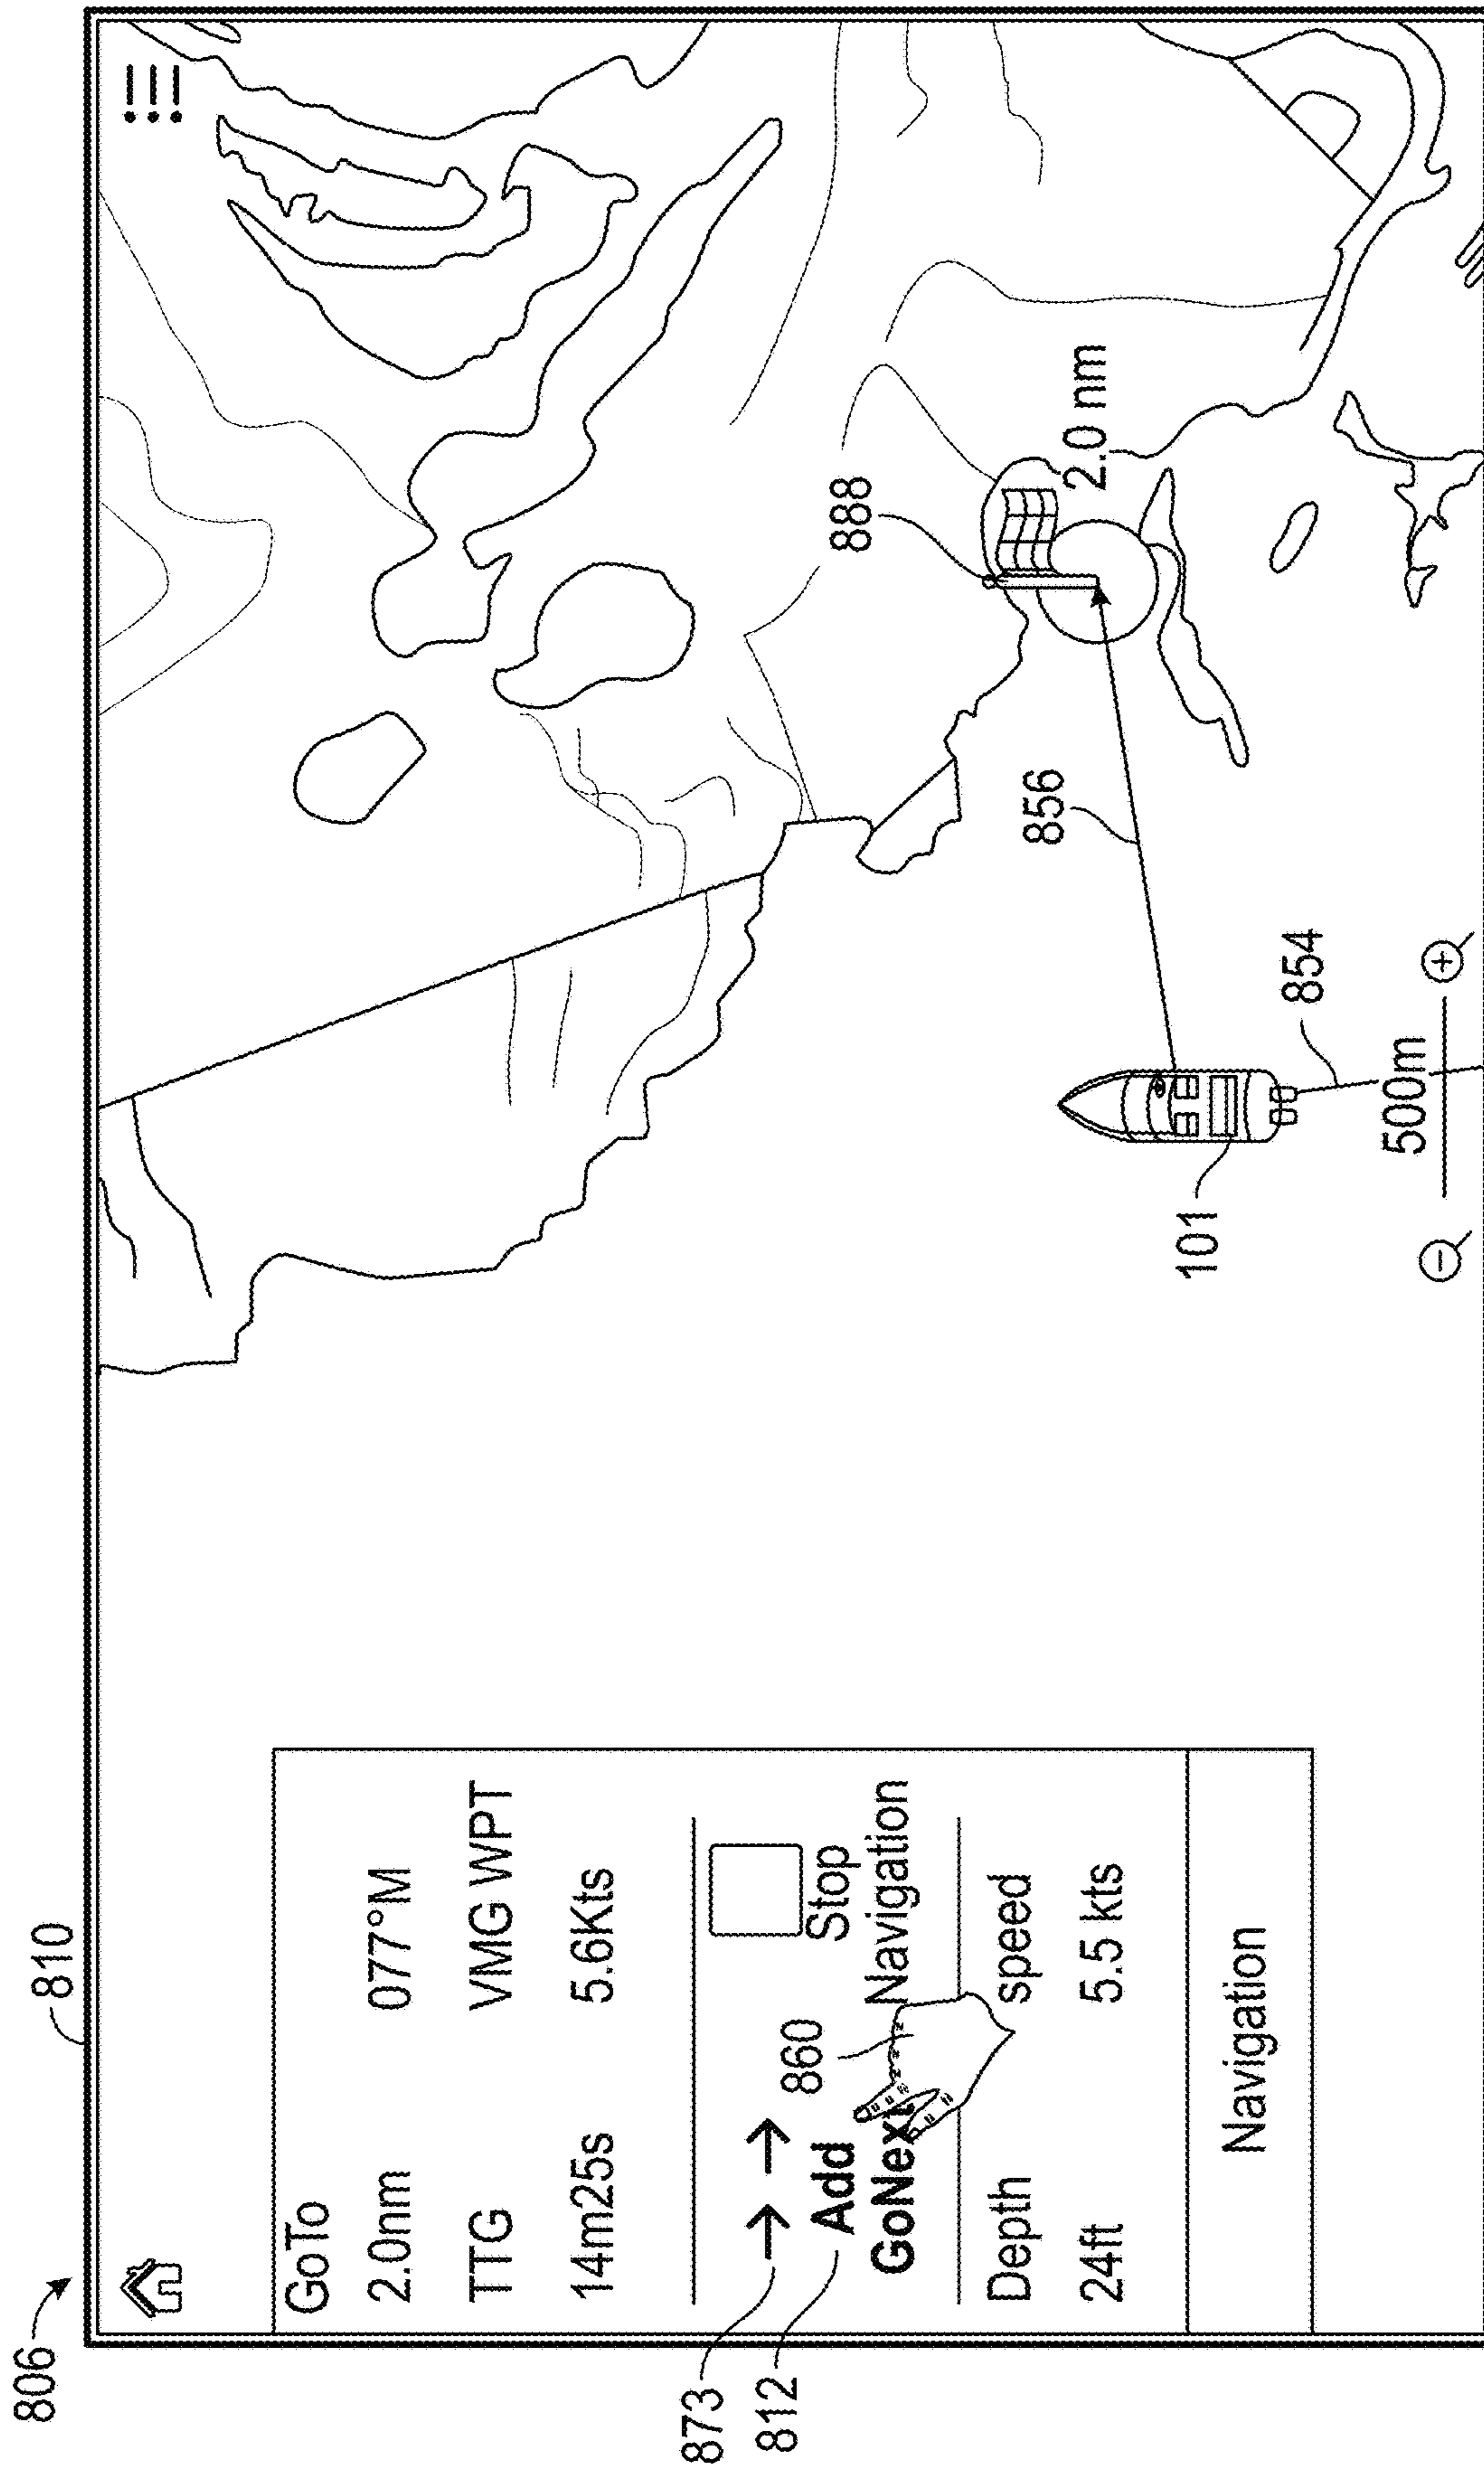 806
810
GoTo
2.0nm 077°M
TTG VMG WPT
14m25s 5.6Kts
873
812
Add
GoNext
860
Stop
Navigation
Depth speed
24ft 5.5 kts
Navigation
888
2.0 nm
856
101
854
500m